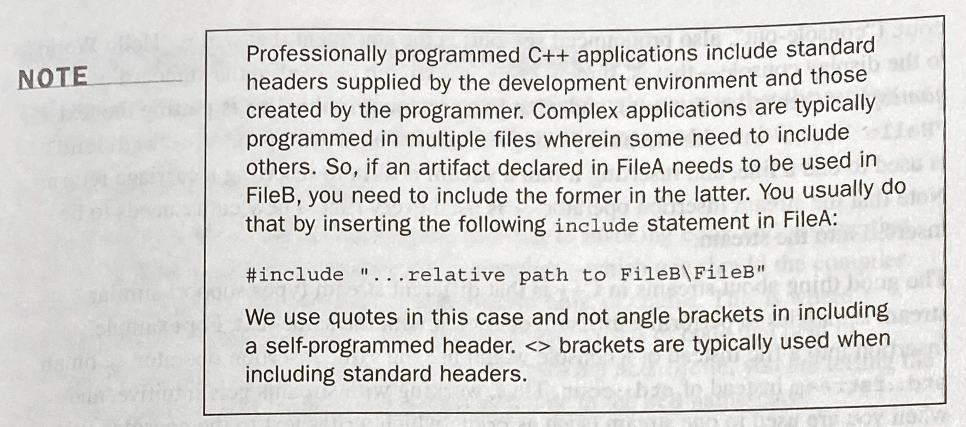 NOTE
Professionally programmed C++ applications include standard
headers supplied by the development environment and those
created by the programmer. Complex applications are typically
programmed in multiple files wherein some need to include
others. So, if an artifact declared in FileA needs to be used in
FileB, you need to include the former in the latter. You usually do
that by inserting the following include statement in FileA:
#include "...relative path to FileB\FileB"
We use quotes in this case and not angle brackets in including
a self-programmed header. <> brackets are typically used when
including standard headers.